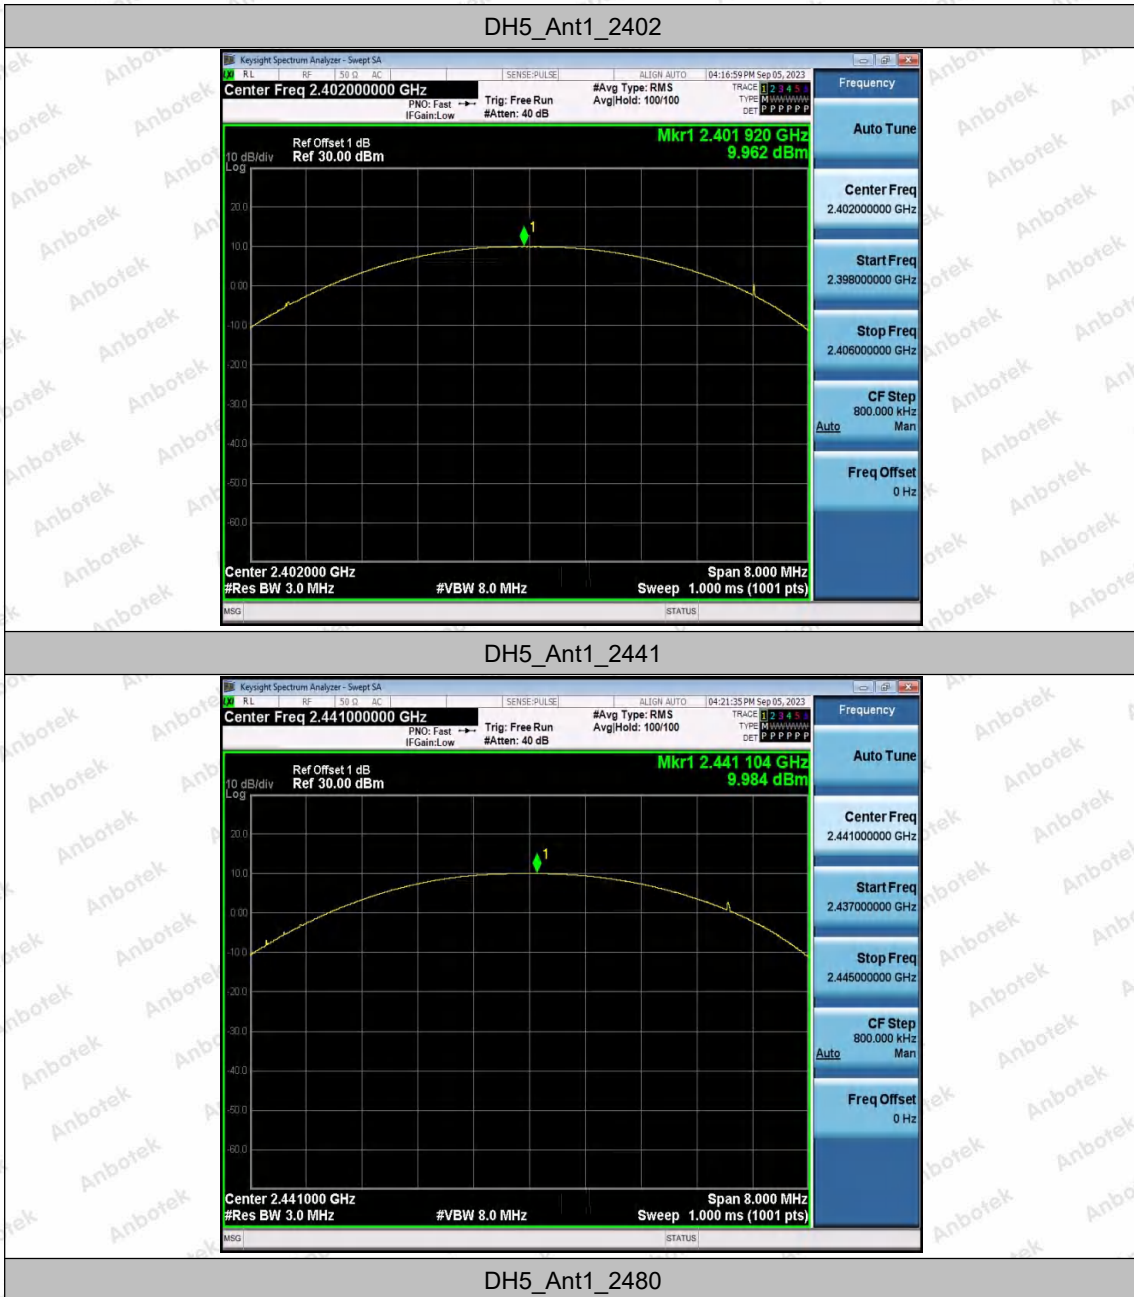 DH5_Ant1_2402
Keysight Spectrum Analyzer - Swept SA
RL RF 50 Ω AC SENSE:PULSE ALIGN AUTO 04:16:59 PM Sep 05, 2023
Center Freq 2.402000000 GHz #Avg Type: RMS TRACE 1 2 3 4 5 6
PNO: Fast Trig: Free Run Avg|Hold: 100/100 TYPE M W W W W W
IFGain:Low #Atten: 40 dB DET P P P P P P
Frequency
Auto Tune
Mkr1 2.401 920 GHz
9.962 dBm
Ref Offset 1 dB
10 dB/div Ref 30.00 dBm
Log
20.0
1
10.0
0.00
-10.0
-20.0
-30.0
-40.0
-50.0
-60.0
Center Freq
2.402000000 GHz
Start Freq
2.398000000 GHz
Stop Freq
2.406000000 GHz
CF Step
800.000 kHz
Auto Man
Freq Offset
0 Hz
Center 2.402000 GHz Span 8.000 MHz
#Res BW 3.0 MHz #VBW 8.0 MHz Sweep 1.000 ms (1001 pts)
MSG STATUS
DH5_Ant1_2441
Keysight Spectrum Analyzer - Swept SA
RL RF 50 Ω AC SENSE:PULSE ALIGN AUTO 04:21:35 PM Sep 05, 2023
Center Freq 2.441000000 GHz #Avg Type: RMS TRACE 1 2 3 4 5 6
PNO: Fast Trig: Free Run Avg|Hold: 100/100 TYPE M W W W W W
IFGain:Low #Atten: 40 dB DET P P P P P P
Frequency
Auto Tune
Mkr1 2.441 104 GHz
9.984 dBm
Ref Offset 1 dB
10 dB/div Ref 30.00 dBm
Log
20.0
1
10.0
0.00
-10.0
-20.0
-30.0
-40.0
-50.0
-60.0
Center Freq
2.441000000 GHz
Start Freq
2.437000000 GHz
Stop Freq
2.445000000 GHz
CF Step
800.000 kHz
Auto Man
Freq Offset
0 Hz
Center 2.441000 GHz Span 8.000 MHz
#Res BW 3.0 MHz #VBW 8.0 MHz Sweep 1.000 ms (1001 pts)
MSG STATUS
DH5_Ant1_2480
Anbotek